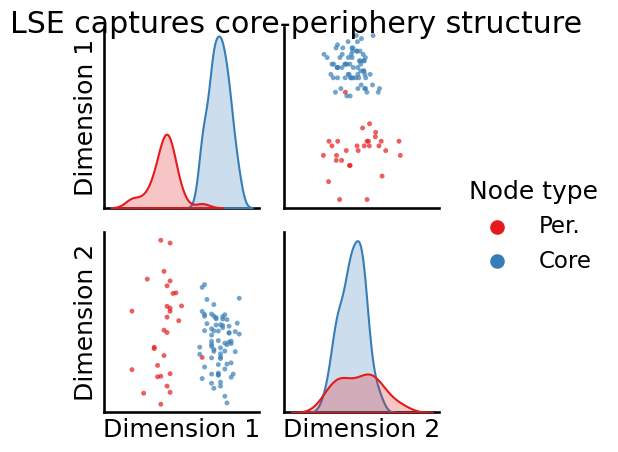 LSE captures core-periphery structure
Dimension 1
Node type
Per.
Core
Dimension 2
Dimension 1
Dimension 2